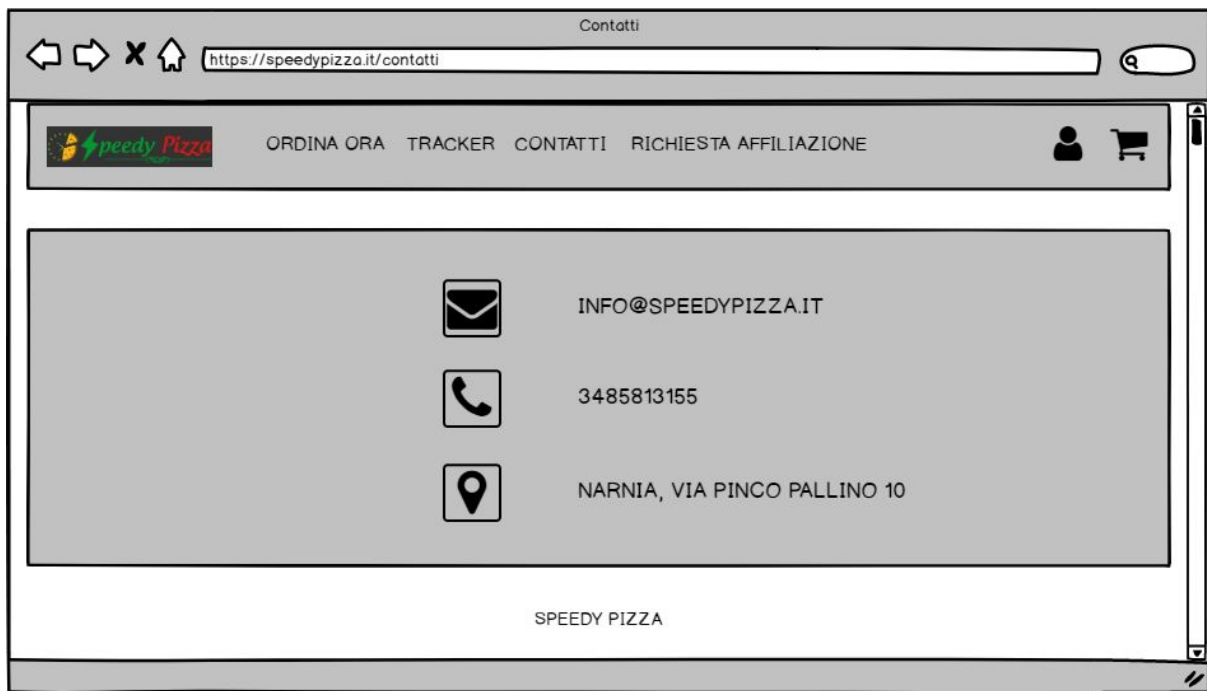 Contatti
https://speedypizza.it/contatti
Speedy Pizza
ORDINA ORA TRACKER CONTATTI RICHIESTA AFFILIAZIONE
INFO@SPEEDYPIZZA.IT
3485813155
NARNIA, VIA PINCO PALLINO 10
SPEEDY PIZZA